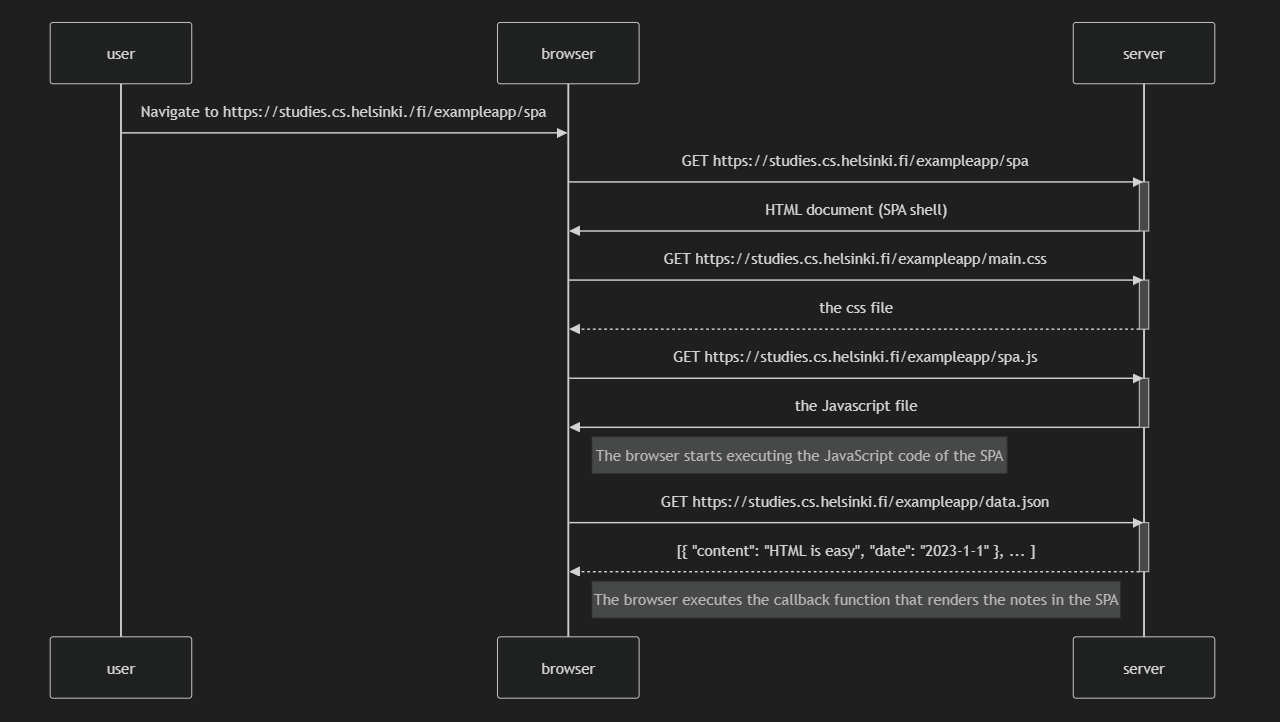 user
browser
server
Navigate to https://studies.cs.helsinki./fi/exampleapp/spa
GET https://studies.cs.helsinki.fi/exampleapp/spa
HTML document (SPA shell)
GET https://studies.cs.helsinki.fi/exampleapp/main.css
the css file
GET https://studies.cs.helsinki.fi/exampleapp/spa.js
the Javascript file
The browser starts executing the JavaScript code of the SPA
GET https://studies.cs.helsinki.fi/exampleapp/data.json
[{ "content": "HTML is easy", "date": "2023-1-1" }, ... ]
The browser executes the callback function that renders the notes in the SPA
user
browser
server